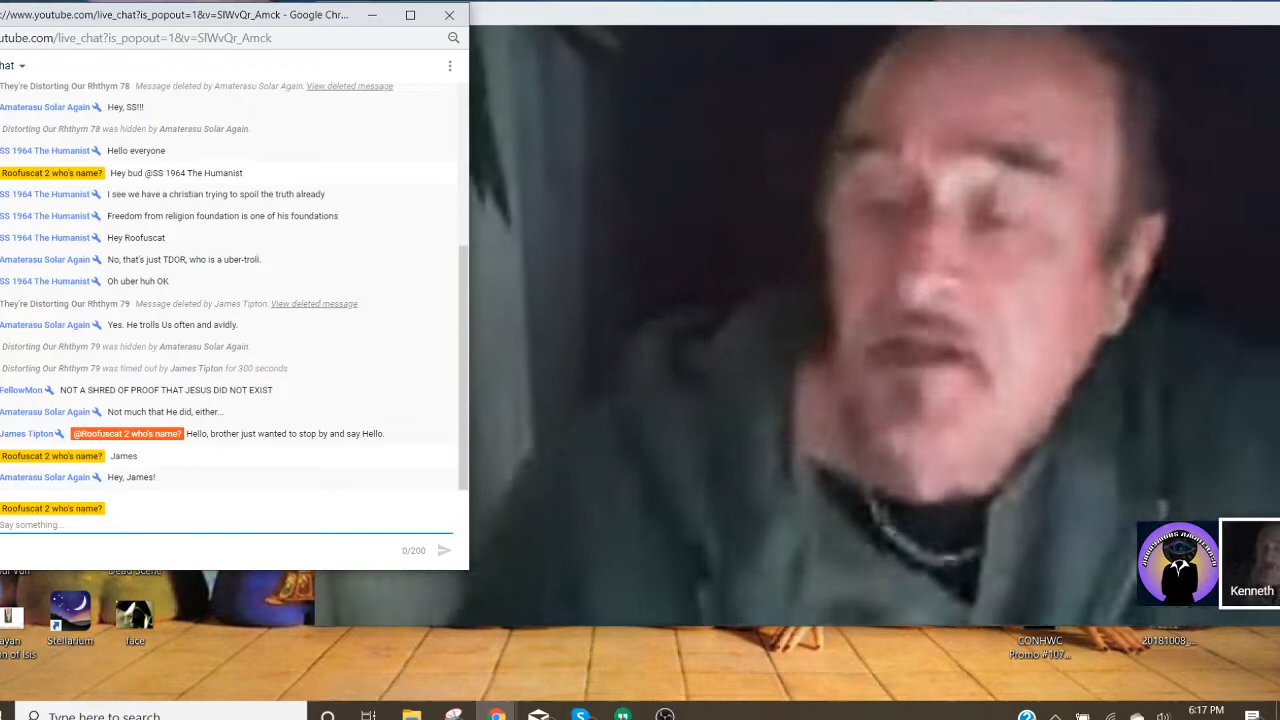 ://www.youtube.com/live_chat?is_popout=1&v=SlWvQr_Amck - Google Chr...
utube.com/live_chat?is_popout=1&v=SlWvQr_Amck
hat
They're Distorting Our Rhthym 78 Message deleted by Amaterasu Solar Again. View deleted message
Amaterasu Solar Again Hey, SS!!!
Distorting Our Rhthym 78 was hidden by Amaterasu Solar Again.
SS 1964 The Humanist Hello everyone
Roofuscat 2 who's name? Hey bud @SS 1964 The Humanist
SS 1964 The Humanist I see we have a christian trying to spoil the truth already
SS 1964 The Humanist Freedom from religion foundation is one of his foundations
SS 1964 The Humanist Hey Roofuscat
Amaterasu Solar Again No, that's just TDOR, who is a uber-troll.
SS 1964 The Humanist Oh uber huh OK
They're Distorting Our Rhthym 79 Message deleted by James Tipton. View deleted message
Amaterasu Solar Again Yes. He trolls Us often and avidly.
Distorting Our Rhthym 79 was hidden by Amaterasu Solar Again.
Distorting Our Rhthym 79 was timed out by James Tipton for 300 seconds
FellowMon NOT A SHRED OF PROOF THAT JESUS DID NOT EXIST
Amaterasu Solar Again Not much that He did, either...
James Tipton @Roofuscat 2 who's name? Hello, brother just wanted to stop by and say Hello.
Roofuscat 2 who's name? James
Amaterasu Solar Again Hey, James!
Roofuscat 2 who's name?
Say something...
0/200
Dead Scene
Kenneth
ayan
on of Isis
Stellarium
face
CONHWC
Promo #107...
20181008_...
Type here to search
6:17 PM